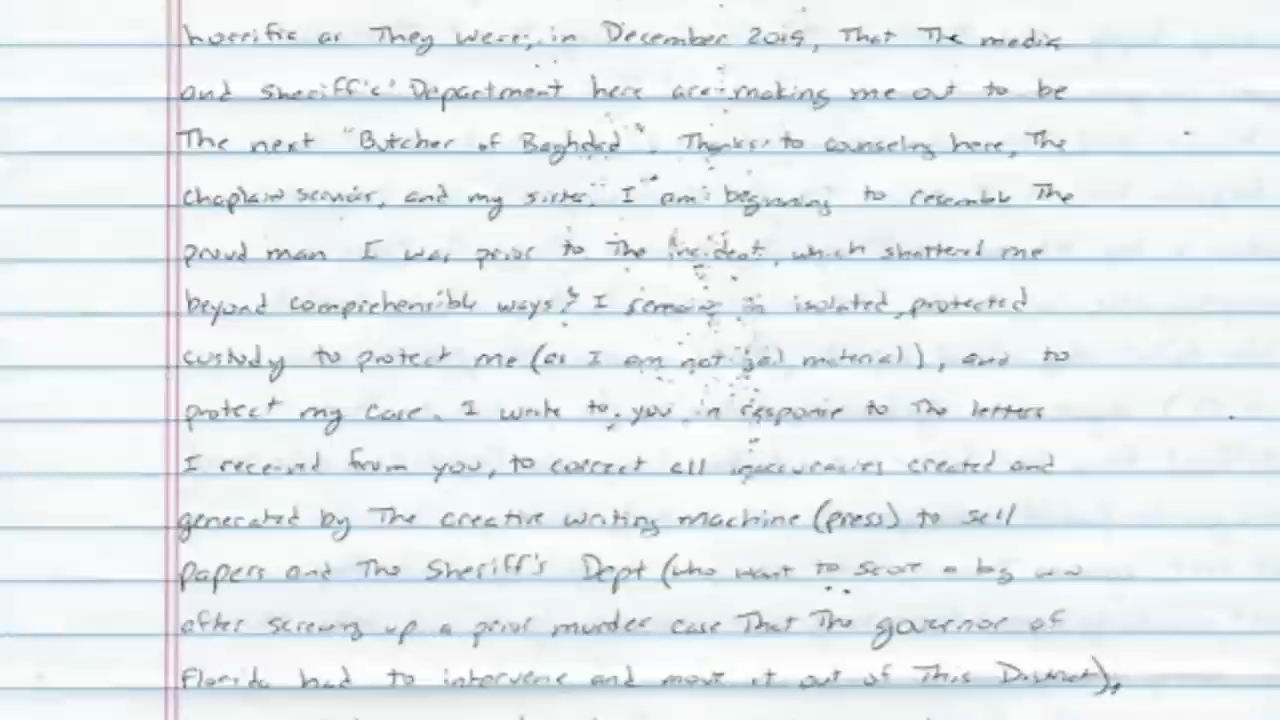 horrific as They were, in December 2019, That The media
and Sheriff's' Department here are making me out to be
The next "Butcher of Baghdad". Thanks to counseling here, The
chaplain services, and my sister, I am beginning to resemble The
proud man I was prior to The incident, which shattered me
beyond comprehensible ways. I remain in isolated, protected
custody to protect me (as I am not jail material), and to
protect my case. I write to you in response to The letters
I received from you, to correct all inaccuracies created and
generated by The creative writing machine (press) to sell
papers and The Sheriff's Dept (who want to score a big win
after screwing up a prior murder case That The governor of
Florida had to intervene and move it out of This District),